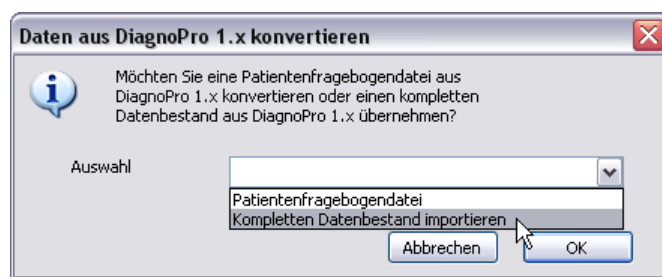 Daten aus DiagnoPro 1.x konvertieren
Möchten Sie eine Patientenfragebogendatei aus
DiagnoPro 1.x konvertieren oder einen kompletten
Datenbestand aus DiagnoPro 1.x übernehmen?
Auswahl
Patientenfragebogendatei
Kompletten Datenbestand importieren
Abbrechen OK